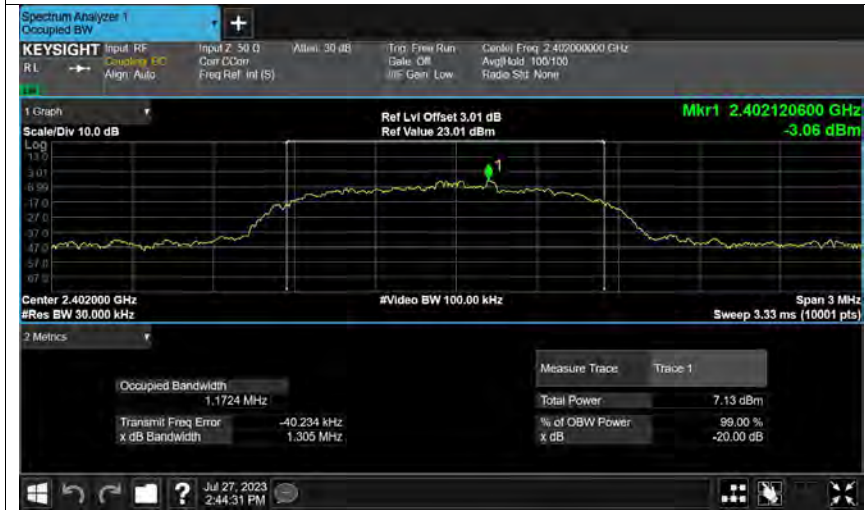 Spectrum Analyzer 1
Occupied BW
+
KEYSIGHT Input: RF Input Z: 50 Ω Atten: 30 dB Trig: Free Run Center Freq: 2.402000000 GHz
RL Coupling: DC Corr CCorr Gate: Off Avg|Hold: 100/100
Align: Auto Freq Ref: Int (S) #IF Gain: Low Radio Std: None
1 Graph Ref Lvl Offset 3.01 dB Mkr1 2.402120600 GHz
Scale/Div 10.0 dB Ref Value 23.01 dBm -3.06 dBm
Log
13.0
3.01
-6.99
-17.0
-27.0
-37.0
-47.0
-57.0
-67.0
1
Center 2.402000 GHz #Video BW 100.00 kHz Span 3 MHz
#Res BW 30.000 kHz Sweep 3.33 ms (10001 pts)
2 Metrics
Measure Trace Trace 1
Occupied Bandwidth
1.1724 MHz Total Power 7.13 dBm
Transmit Freq Error -40.234 kHz % of OBW Power 99.00 %
x dB Bandwidth 1.305 MHz x dB -20.00 dB
? Jul 27, 2023
2:44:31 PM